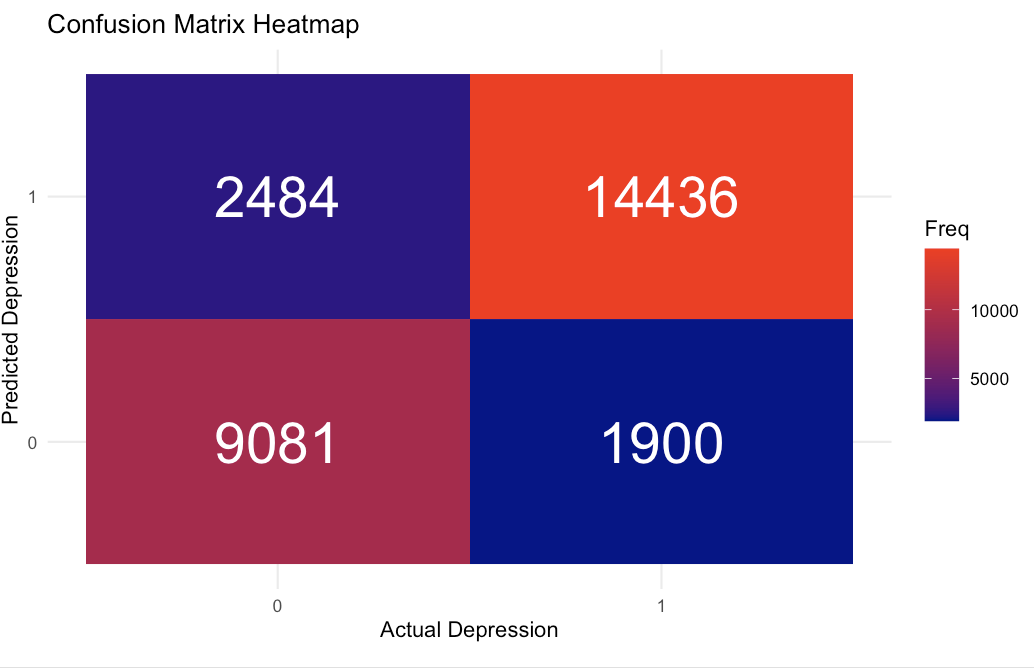 Confusion Matrix Heatmap
Predicted Depression
1
2484
14436
0
9081
1900
0
1
Actual Depression
Freq
10000
5000